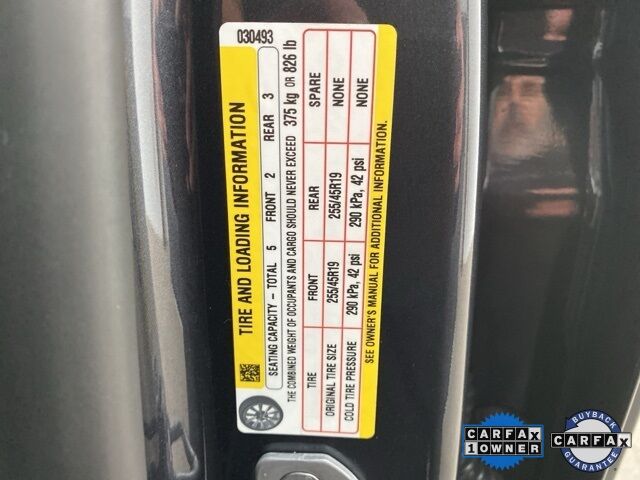 030493
TIRE AND LOADING INFORMATION
SEATING CAPACITY – TOTAL 5 FRONT 2 REAR 3
THE COMBINED WEIGHT OF OCCUPANTS AND CARGO SHOULD NEVER EXCEED 375 kg OR 826 lb
TIRE FRONT REAR SPARE
ORIGINAL TIRE SIZE 255/45R19 255/45R19 NONE
COLD TIRE PRESSURE 290 kPa, 42 psi 290 kPa, 42 psi NONE
SEE OWNER'S MANUAL FOR ADDITIONAL INFORMATION.
CARFAX
1 OWNER
BUYBACK
CARFAX
GUARANTEE